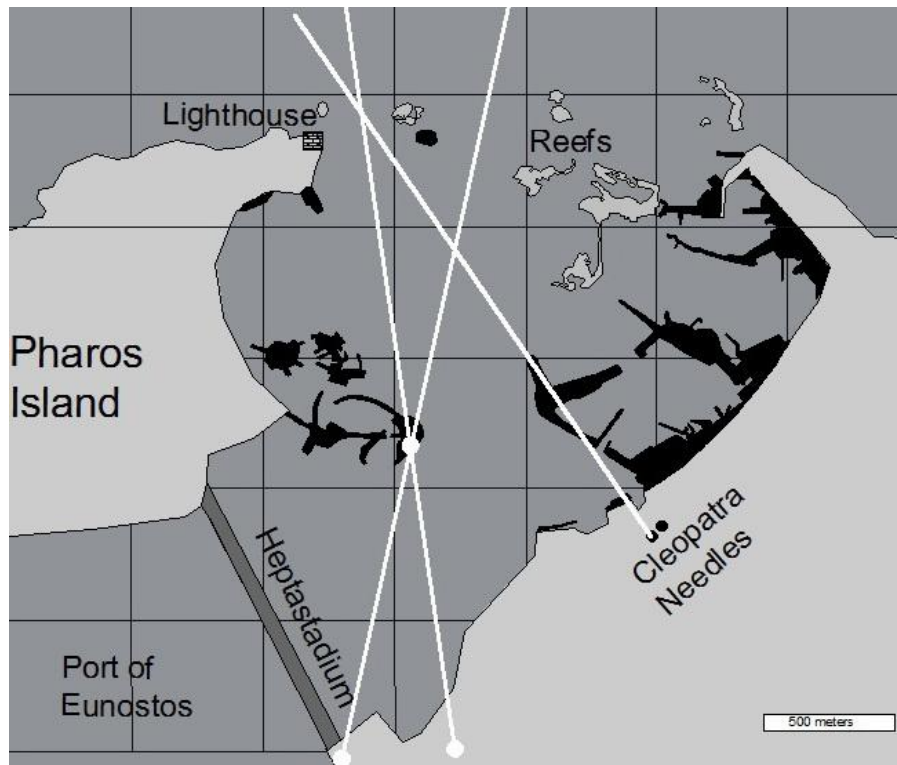 Lighthouse
Reefs
Pharos
Island
Cleopatra
Needles
Heptastadium
Port of
Eunostos
500 meters